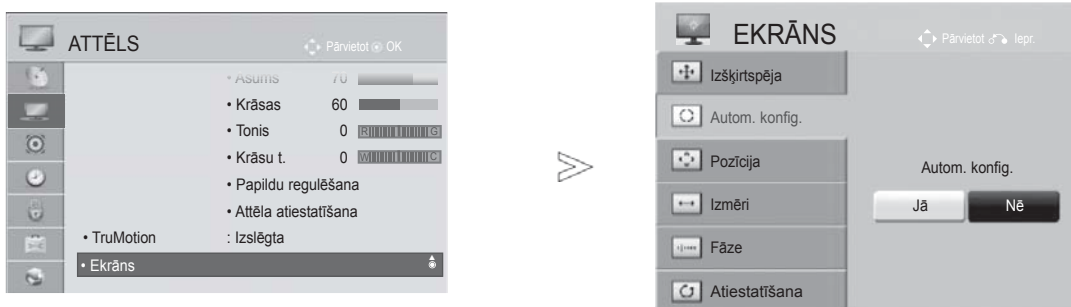 ATTĒLS
Pārvietot OK
• Asums 70
• Krāsas 60
• Tonis 0 R G
• Krāsu t. 0 W C
• Papildu regulēšana
• Attēla atiestatīšana
• TruMotion : Izslēgta
• Ekrāns
EKRĀNS
Pārvietot Iepr.
Izšķirtspēja
Autom. konfig.
Pozīcija
Izmēri
Fāze
Atiestatīšana
Autom. konfig.
Jā Nē